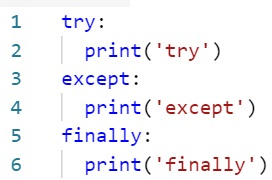 1 try:
2   print('try')
3 except:
4   print('except')
5 finally:
6   print('finally')